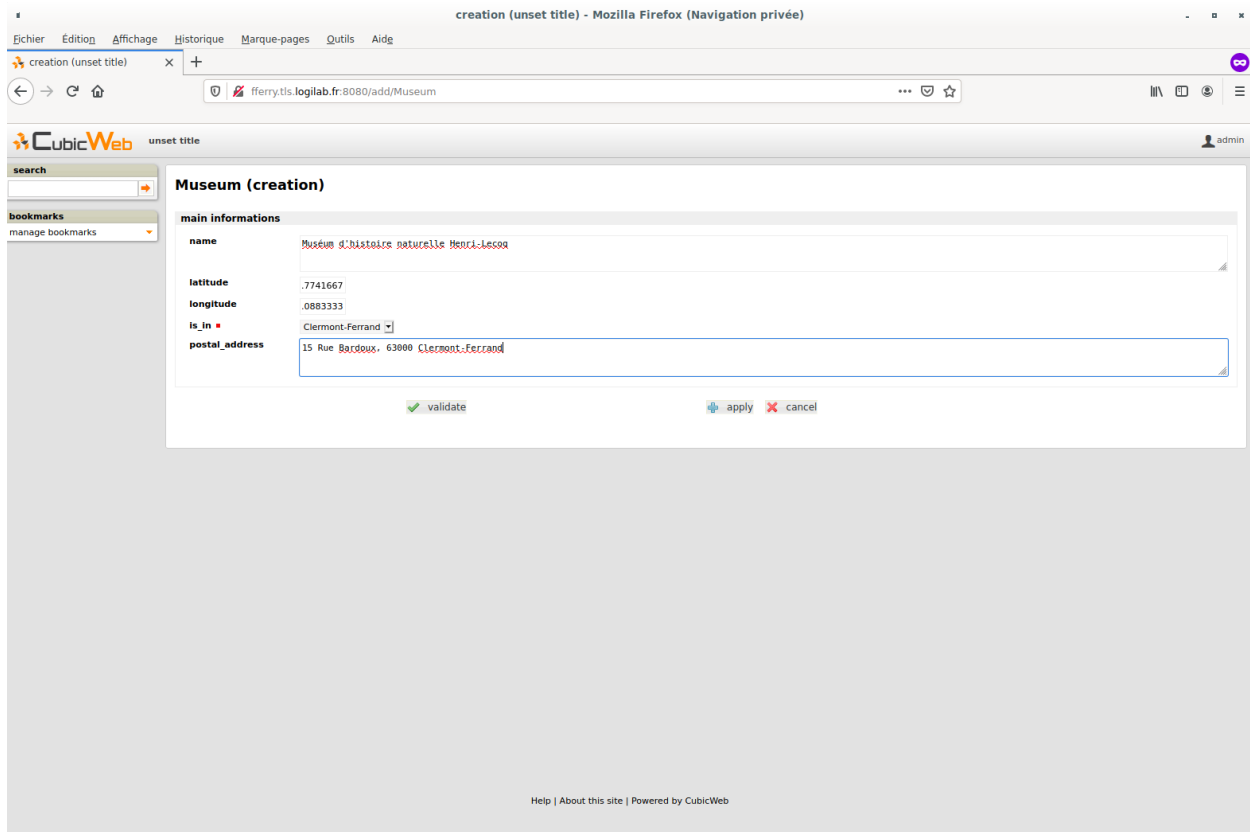 creation (unset title) - Mozilla Firefox (Navigation privée)
Fichier Édition Affichage Historique Marque-pages Outils Aide
creation (unset title)
fferry.tls.logilab.fr:8080/add/Museum
CubicWeb unset title admin
search
bookmarks
manage bookmarks
Museum (creation)
main informations
name Muséum d'histoire naturelle Henri-Lecoq
latitude .7741667
longitude .0883333
is_in Clermont-Ferrand
postal_address 15 Rue Bardoux, 63000 Clermont-Ferrand
validate apply cancel
Help | About this site | Powered by CubicWeb